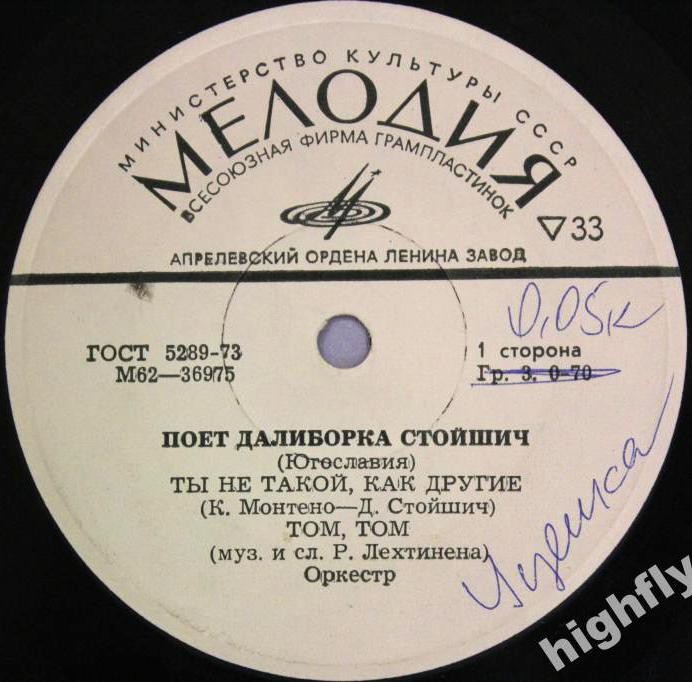 МИНИСТЕРСТВО КУЛЬТУРЫ СССР
МЕЛОДИЯ
ВСЕСОЮЗНАЯ ФИРМА ГРАМПЛАСТИНОК
33
АПРЕЛЕВСКИЙ ОРДЕНА ЛЕНИНА ЗАВОД
0,05к
ГОСТ 5289-73
1 сторона
М62—36975
Гр. 3. 0-70
ПОЕТ ДАЛИБОРКА СТОЙШИЧ
(Югославия)
ТЫ НЕ ТАКОЙ, КАК ДРУГИЕ
(К. Монтено—Д. Стойшич)
ТОМ, ТОМ
(муз. и сл. Р. Лехтинена)
Оркестр
Уценка
highfly